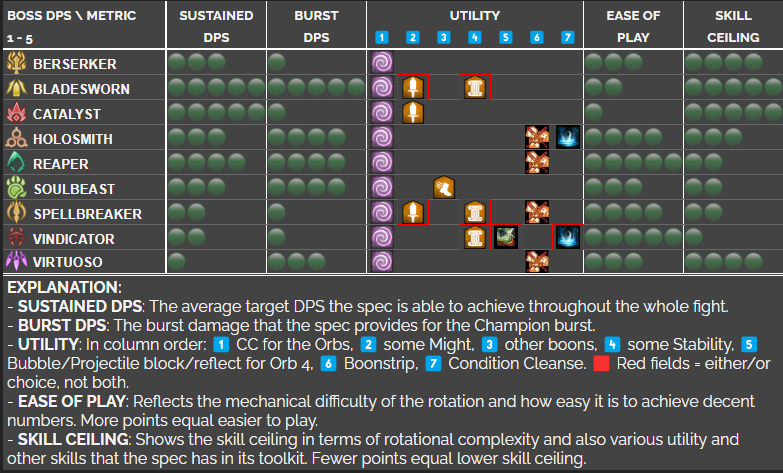 BOSS DPS \ METRIC SUSTAINED BURST UTILITY EASE OF SKILL
1 - 5 DPS DPS 1 2 3 4 5 6 7 PLAY CEILING
BERSERKER
BLADESWORN
CATALYST
HOLOSMITH
REAPER
SOULBEAST
SPELLBREAKER
VINDICATOR
VIRTUOSO
EXPLANATION:
- SUSTAINED DPS: The average target DPS the spec is able to achieve throughout the whole fight.
- BURST DPS: The burst damage that the spec provides for the Champion burst.
- UTILITY: In column order: 1 CC for the Orbs, 2 some Might, 3 other boons, 4 some Stability, 5
Bubble/Projectile block/reflect for Orb 4, 6 Boonstrip, 7 Condition Cleanse. Red fields = either/or
choice, not both.
- EASE OF PLAY: Reflects the mechanical difficulty of the rotation and how easy it is to achieve decent
numbers. More points equal easier to play.
- SKILL CEILING: Shows the skill ceiling in terms of rotational complexity and also various utility and
other skills that the spec has in its toolkit. Fewer points equal lower skill ceiling.